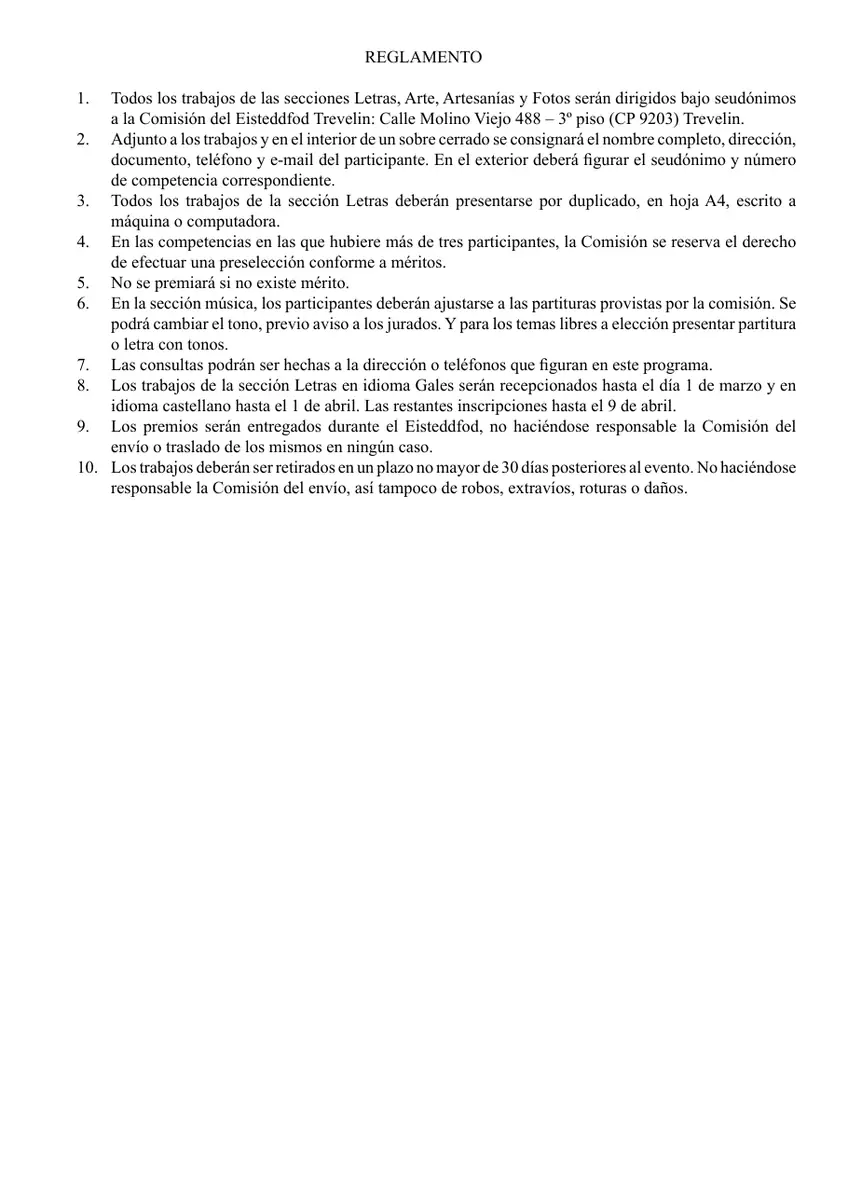 REGLAMENTO
1. Todos los trabajos de las secciones Letras, Arte, Artesanías y Fotos serán dirigidos bajo seudónimos
a la Comisión del Eisteddfod Trevelin: Calle Molino Viejo 488 – 3º piso (CP 9203) Trevelin.
2. Adjunto a los trabajos y en el interior de un sobre cerrado se consignará el nombre completo, dirección,
documento, teléfono y e-mail del participante. En el exterior deberá figurar el seudónimo y número
de competencia correspondiente.
3. Todos los trabajos de la sección Letras deberán presentarse por duplicado, en hoja A4, escrito a
máquina o computadora.
4. En las competencias en las que hubiere más de tres participantes, la Comisión se reserva el derecho
de efectuar una preselección conforme a méritos.
5. No se premiará si no existe mérito.
6. En la sección música, los participantes deberán ajustarse a las partituras provistas por la comisión. Se
podrá cambiar el tono, previo aviso a los jurados. Y para los temas libres a elección presentar partitura
o letra con tonos.
7. Las consultas podrán ser hechas a la dirección o teléfonos que figuran en este programa.
8. Los trabajos de la sección Letras en idioma Gales serán recepcionados hasta el día 1 de marzo y en
idioma castellano hasta el 1 de abril. Las restantes inscripciones hasta el 9 de abril.
9. Los premios serán entregados durante el Eisteddfod, no haciéndose responsable la Comisión del
envío o traslado de los mismos en ningún caso.
10. Los trabajos deberán ser retirados en un plazo no mayor de 30 días posteriores al evento. No haciéndose
responsable la Comisión del envío, así tampoco de robos, extravíos, roturas o daños.